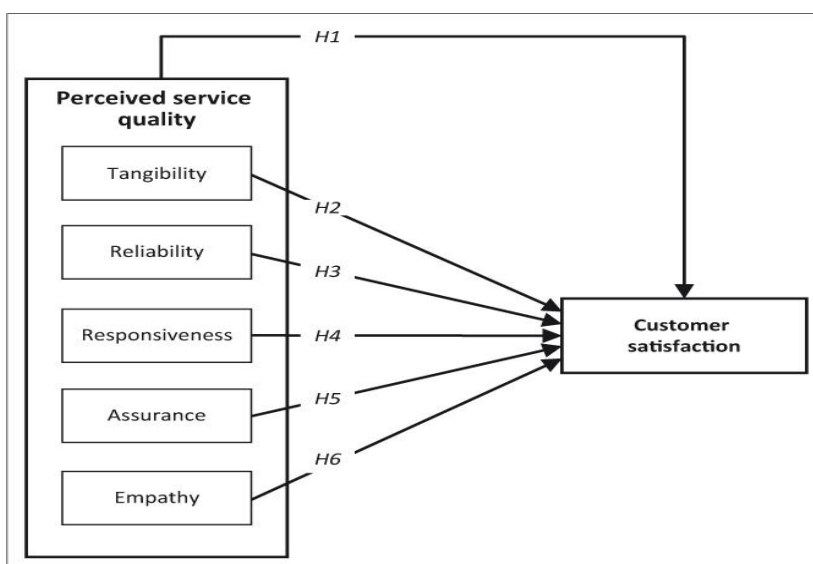 H1
Perceived service
quality
Tangibility
H2
Reliability
H3
Responsiveness
H4
Customer
satisfaction
Assurance
H5
Empathy
H6